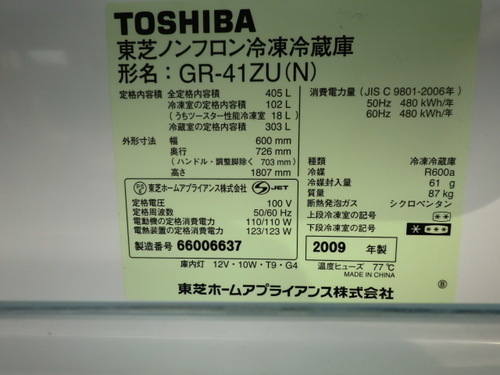 TOSHIBA
東芝ノンフロン冷凍冷蔵庫
形名：GR-41ZU(N)
定格内容積 全定格内容積 405 L
冷凍室の定格内容積 102 L
(うちツースター性能冷凍室 18 L)
冷蔵室の定格内容積 303 L
外形寸法 幅 600 mm
奥行 726 mm
(ハンドル・調整脚除く 703 mm)
高さ 1807 mm
消費電力量 (JIS C 9801-2006年)
50Hz 480 kWh/年
60Hz 480 kWh/年
種類 冷凍冷蔵庫
冷媒 R600a
冷媒封入量 61 g
質量 87 kg
断熱発泡ガス シクロペンタン
上段冷凍室の記号 **
下段冷凍室の記号 * ***
PS E 東芝ホームアプライアンス株式会社 JET
定格電圧 100 V
定格周波数 50/60 Hz
電動機の定格消費電力 110/110 W
電熱装置の定格消費電力 123/123 W
製造番号 66006637
2009 年製
庫内灯 12V・10W・T9・G4
温度ヒューズ 77℃
MADE IN CHINA
東芝ホームアプライアンス株式会社
Ⓑ